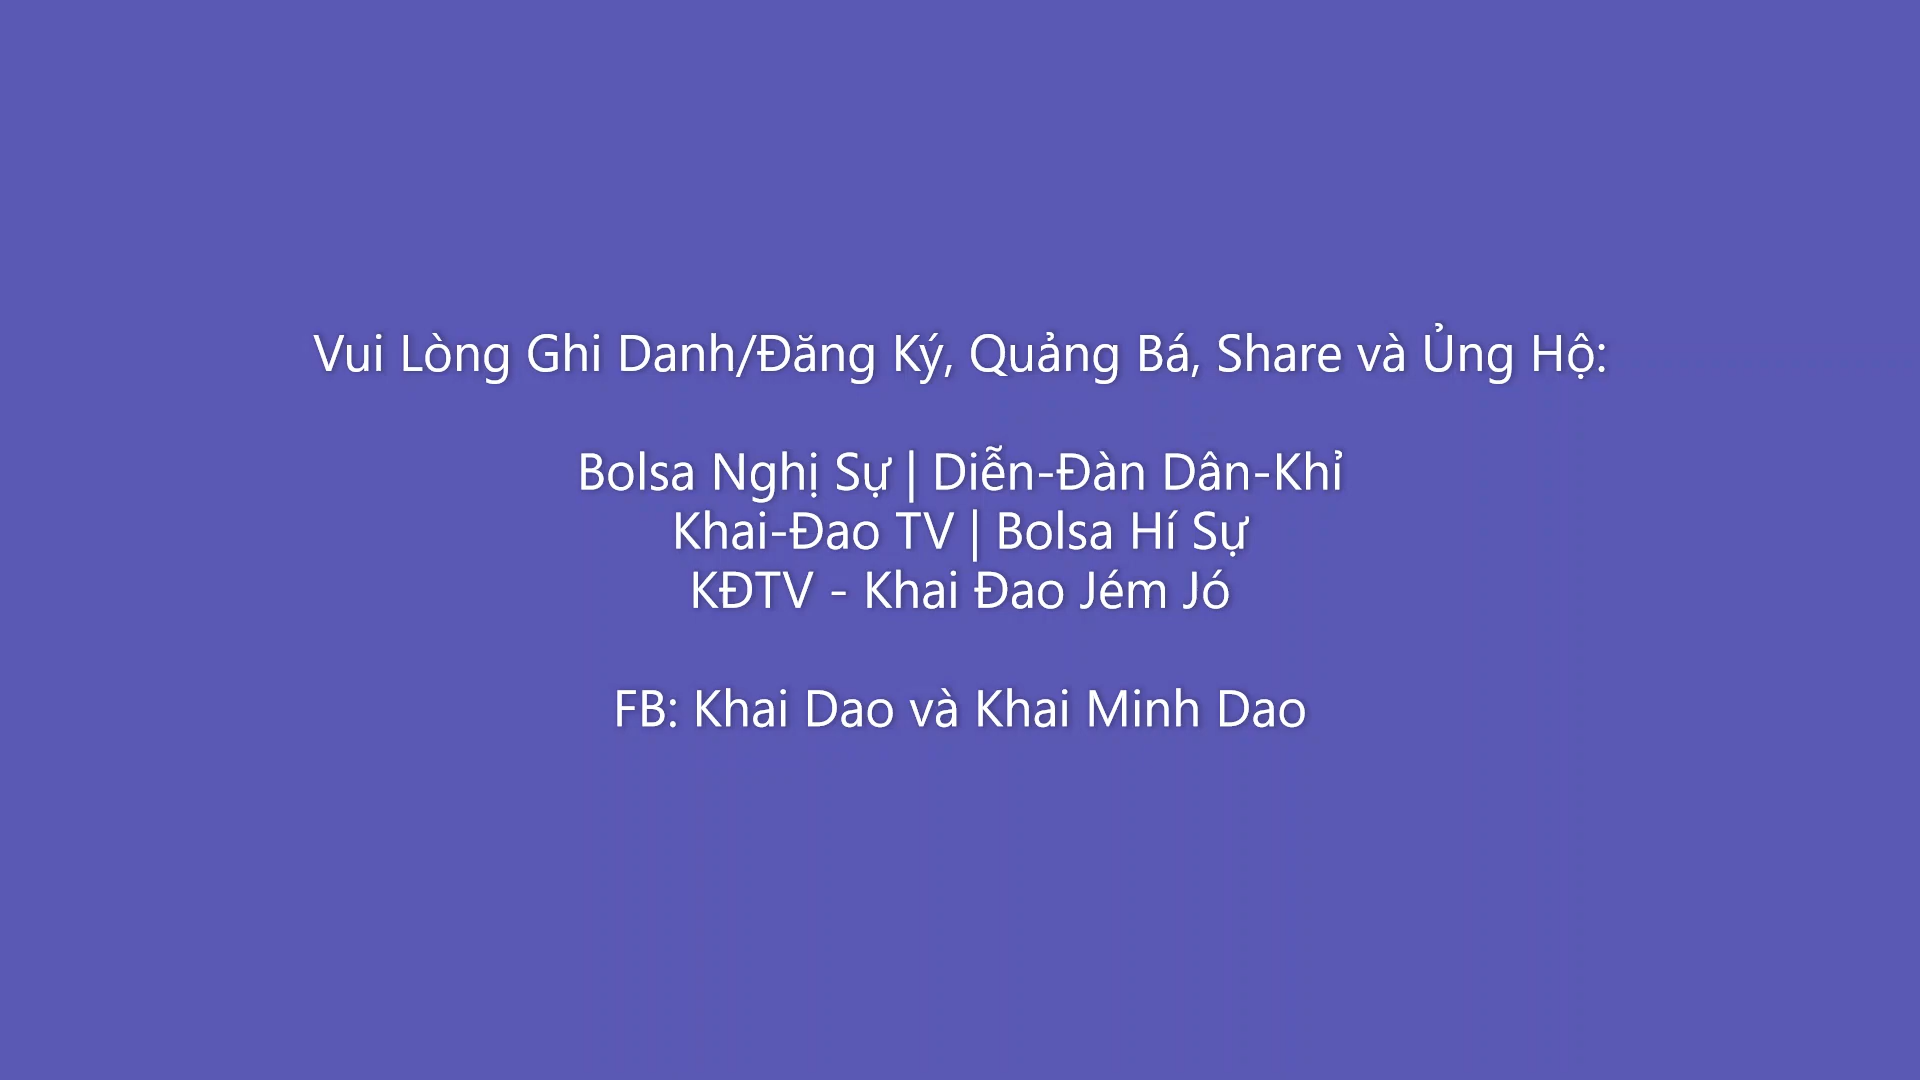 Vui Lòng Ghi Danh/Đăng Ký, Quảng Bá, Share và Ủng Hộ:
Bolsa Nghị Sự | Diễn-Đàn Dân-Khỉ
Khai-Đao TV | Bolsa Hí Sự
KĐTV - Khai Đao Jém Jó
FB: Khai Dao và Khai Minh Dao